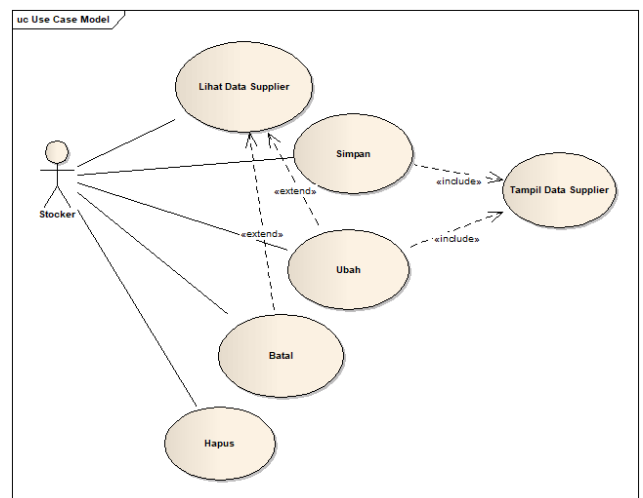 uc Use Case Model
Lihat Data Supplier
Simpan
Stocker
«include»
Tampil Data Supplier
«extend»
«extend»
«include»
Ubah
Batal
Hapus